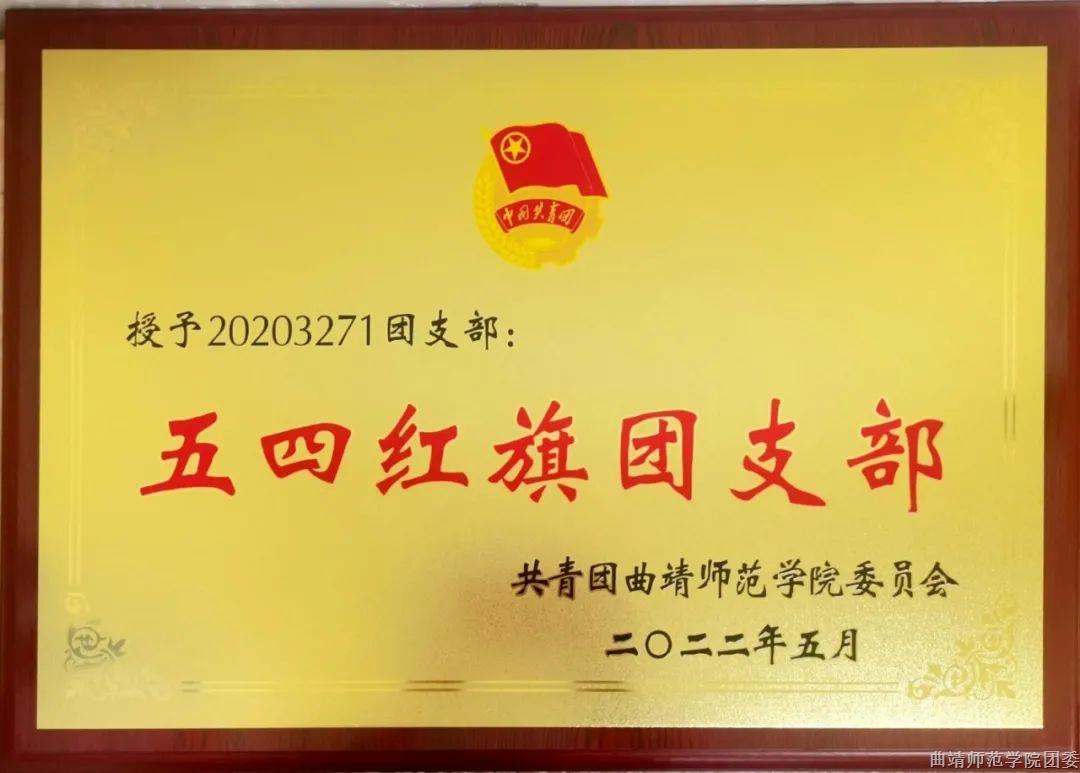 中国共青团
授予20203271团支部：
五四红旗团支部
共青团曲靖师范学院委员会
二〇二二年五月
曲靖师范学院团委